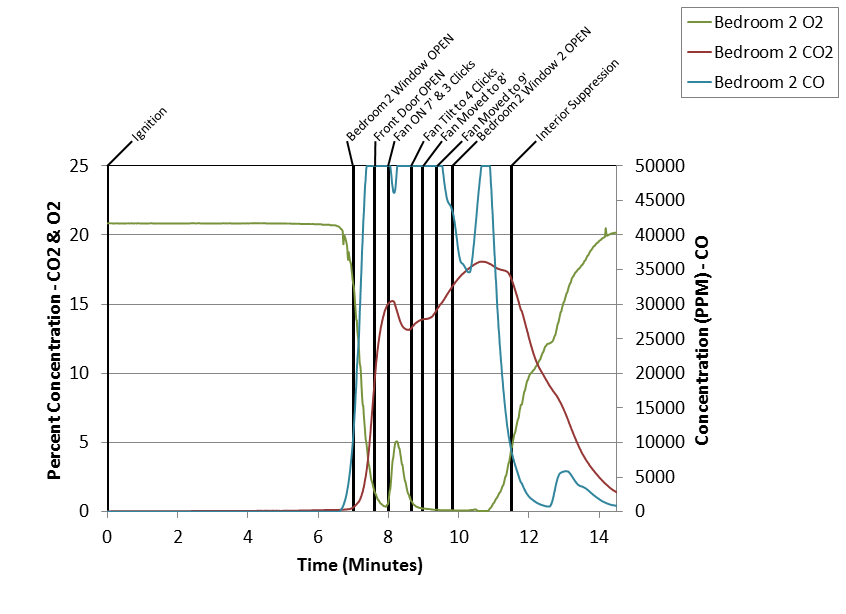 Bedroom 2 O2
Bedroom 2 CO2
Bedroom 2 CO
Ignition
Bedroom 2 Window OPEN
Front Door OPEN
Fan ON 7' & 3 Clicks
Fan Tilt to 4 Clicks
Fan Moved to 8'
Fan Moved to 9'
Bedroom 2 Window 2 OPEN
Interior Suppression
25
20
15
10
5
0
Percent Concentration - CO2 & O2
50000
45000
40000
35000
30000
25000
20000
15000
10000
5000
0
Concentration (PPM) - CO
0 2 4 6 8 10 12 14
Time (Minutes)